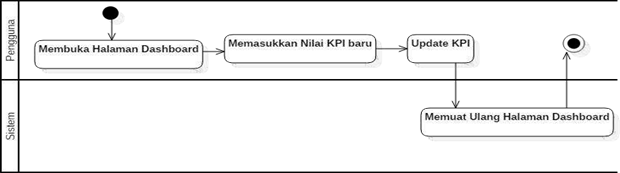 Pengguna
Membuka Halaman Dashboard
Memasukkan Nilai KPI baru
Update KPI
Sistem
Memuat Ulang Halaman Dashboard